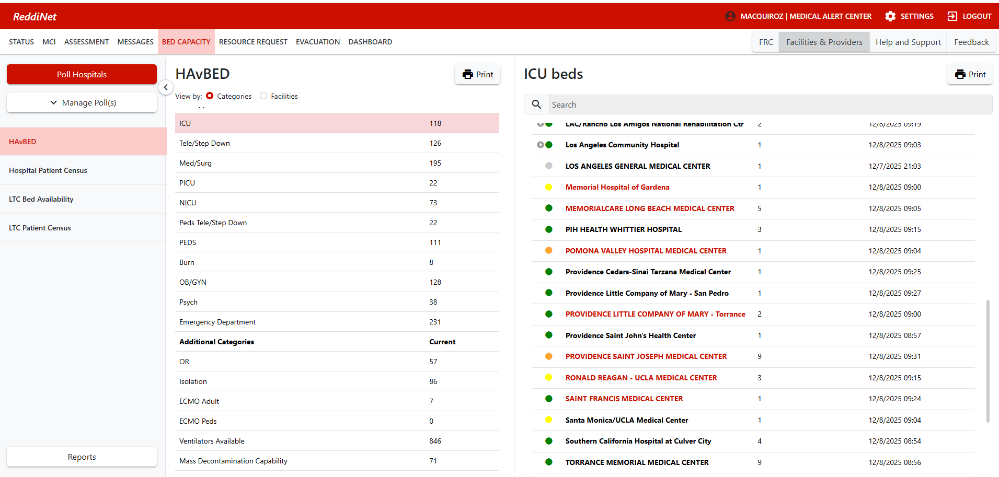 ReddiNet
MACQUIROZ | MEDICAL ALERT CENTER SETTINGS LOGOUT
STATUS MCI ASSESSMENT MESSAGES BED CAPACITY RESOURCE REQUEST EVACUATION DASHBOARD
FRC Facilities & Providers Help and Support Feedback
Poll Hospitals
Manage Poll(s)
HAvBED
Hospital Patient Census
LTC Bed Availability
LTC Patient Census
Reports
HAvBED
Print
View by: Categories Facilities
ICU 118
Tele/Step Down 126
Med/Surg 195
PICU 22
NICU 73
Peds Tele/Step Down 22
PEDS 111
Burn 8
OB/GYN 128
Psych 38
Emergency Department 231
Additional Categories Current
OR 57
Isolation 86
ECMO Adult 7
ECMO Peds 0
Ventilators Available 846
Mass Decontamination Capability 71
ICU beds
Print
Search
LAC/Rancho Los Amigos National Rehabilitation Ctr 2 12/8/2025 09:19
Los Angeles Community Hospital 1 12/8/2025 09:03
LOS ANGELES GENERAL MEDICAL CENTER 1 12/7/2025 21:03
Memorial Hospital of Gardena 1 12/8/2025 09:00
MEMORIALCARE LONG BEACH MEDICAL CENTER 5 12/8/2025 09:05
PIH HEALTH WHITTIER HOSPITAL 3 12/8/2025 09:15
POMONA VALLEY HOSPITAL MEDICAL CENTER 1 12/8/2025 09:04
Providence Cedars-Sinai Tarzana Medical Center 1 12/8/2025 09:25
Providence Little Company of Mary - San Pedro 1 12/8/2025 09:27
PROVIDENCE LITTLE COMPANY OF MARY - Torrance 2 12/8/2025 09:00
Providence Saint John's Health Center 1 12/8/2025 08:57
PROVIDENCE SAINT JOSEPH MEDICAL CENTER 9 12/8/2025 09:31
RONALD REAGAN - UCLA MEDICAL CENTER 3 12/8/2025 09:15
SAINT FRANCIS MEDICAL CENTER 1 12/8/2025 09:24
Santa Monica/UCLA Medical Center 1 12/8/2025 09:04
Southern California Hospital at Culver City 4 12/8/2025 08:54
TORRANCE MEMORIAL MEDICAL CENTER 9 12/8/2025 08:56